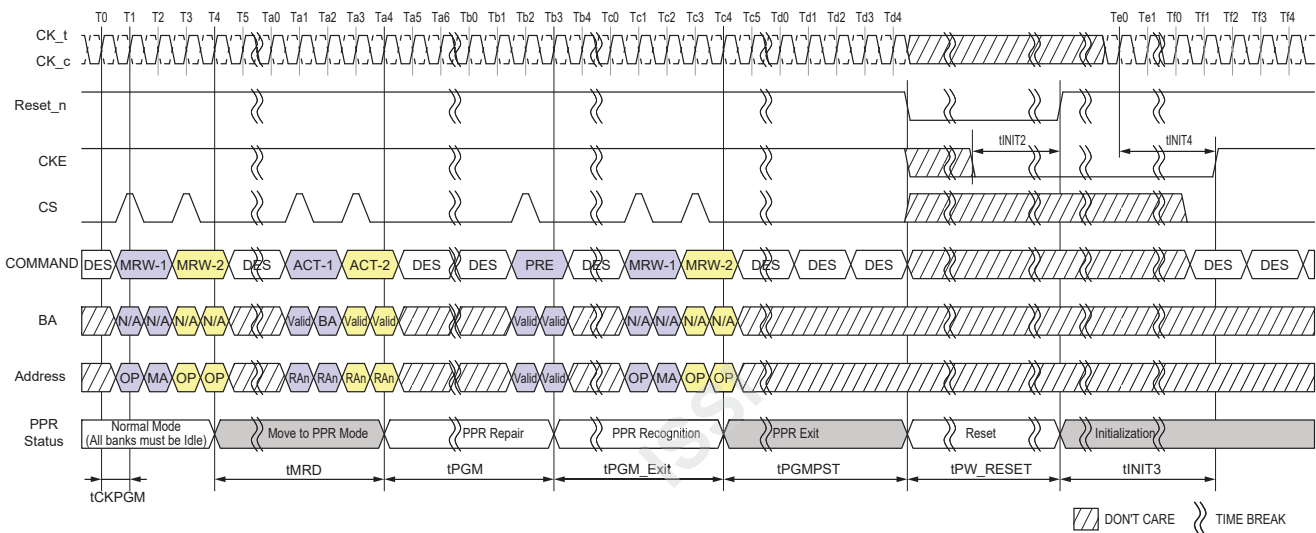 T0 T1 T2 T3 T4 T5 Ta0 Ta1 Ta2 Ta3 Ta4 Ta5 Ta6 Tb0 Tb1 Tb2 Tb3 Tb4 Tc0 Tc1 Tc2 Tc3 Tc4 Tc5 Td0 Td1 Td2 Td3 Td4 Te0 Te1 Tf0 Tf1 Tf2 Tf3 Tf4
CK_t
CK_c
Reset_n
tINIT2 tINIT4
CKE
CS
COMMAND DES MRW-1 MRW-2 DES ACT-1 ACT-2 DES DES PRE DES MRW-1 MRW-2 DES DES DES DES DES
BA N/A N/A N/A N/A Valid BA Valid Valid Valid Valid N/A N/A N/A N/A
Address OP MA OP OP RAn RAn RAn RAn Valid Valid OP MA OP OP
ISSI
PPR
Status
Normal Mode
(All banks must be Idle)
Move to PPR Mode PPR Repair PPR Recognition PPR Exit Reset Initialization
tMRD tPGM tPGM_Exit tPGMPST tPW_RESET tINIT3
tCKPGM
DON'T CARE TIME BREAK